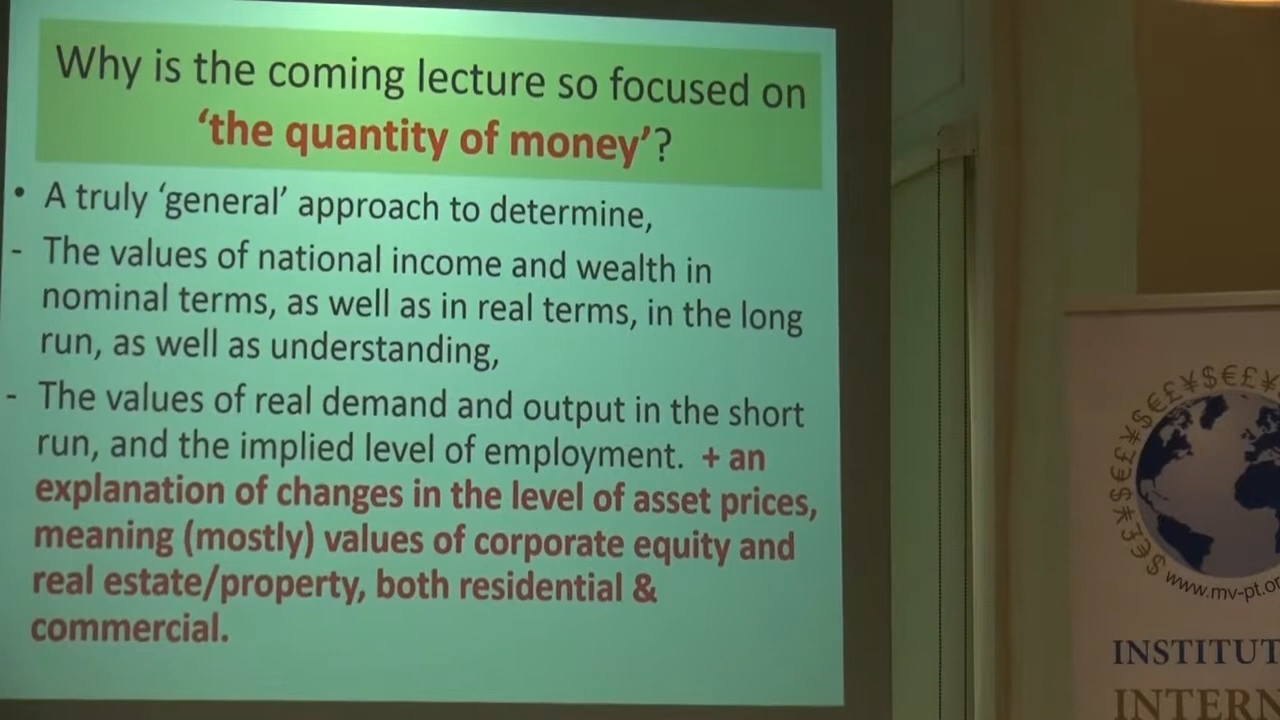 Why is the coming lecture so focused on
‘the quantity of money’?
• A truly ‘general’ approach to determine,
- The values of national income and wealth in
nominal terms, as well as in real terms, in the long
run, as well as understanding,
- The values of real demand and output in the short
run, and the implied level of employment. + an
explanation of changes in the level of asset prices,
meaning (mostly) values of corporate equity and
real estate/property, both residential &
commercial.
$€£¥$€£¥$€£¥$€£¥
www.mv-pt.or
INSTITUT
INTERN